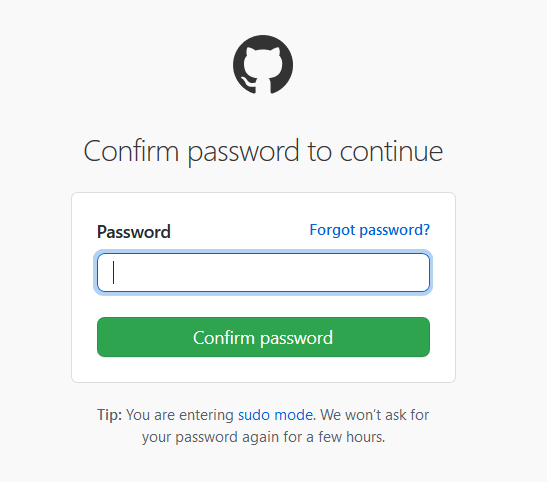 Confirm password to continue
Password Forgot password?
Confirm password
Tip: You are entering sudo mode. We won’t ask for
your password again for a few hours.